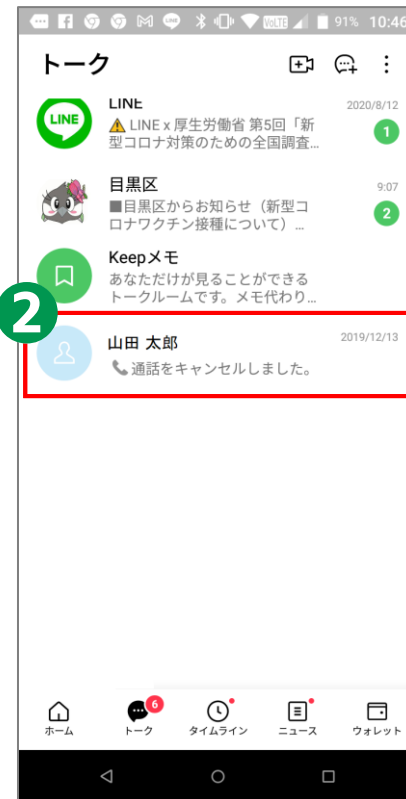 VoLTE 91% 10:46
トーク
LINE
LINE 2020/8/12
⚠ LINE x 厚生労働省 第5回「新
型コロナ対策のための全国調査... 1
目黒区 9:07
■目黒区からお知らせ（新型コ
ロナワクチン接種について）... 2
Keepメモ
あなただけが見ることができる
トークルームです。メモ代わり...
2
山田 太郎 2019/12/13
📞通話をキャンセルしました。
6
ホーム トーク タイムライン ニュース ウォレット